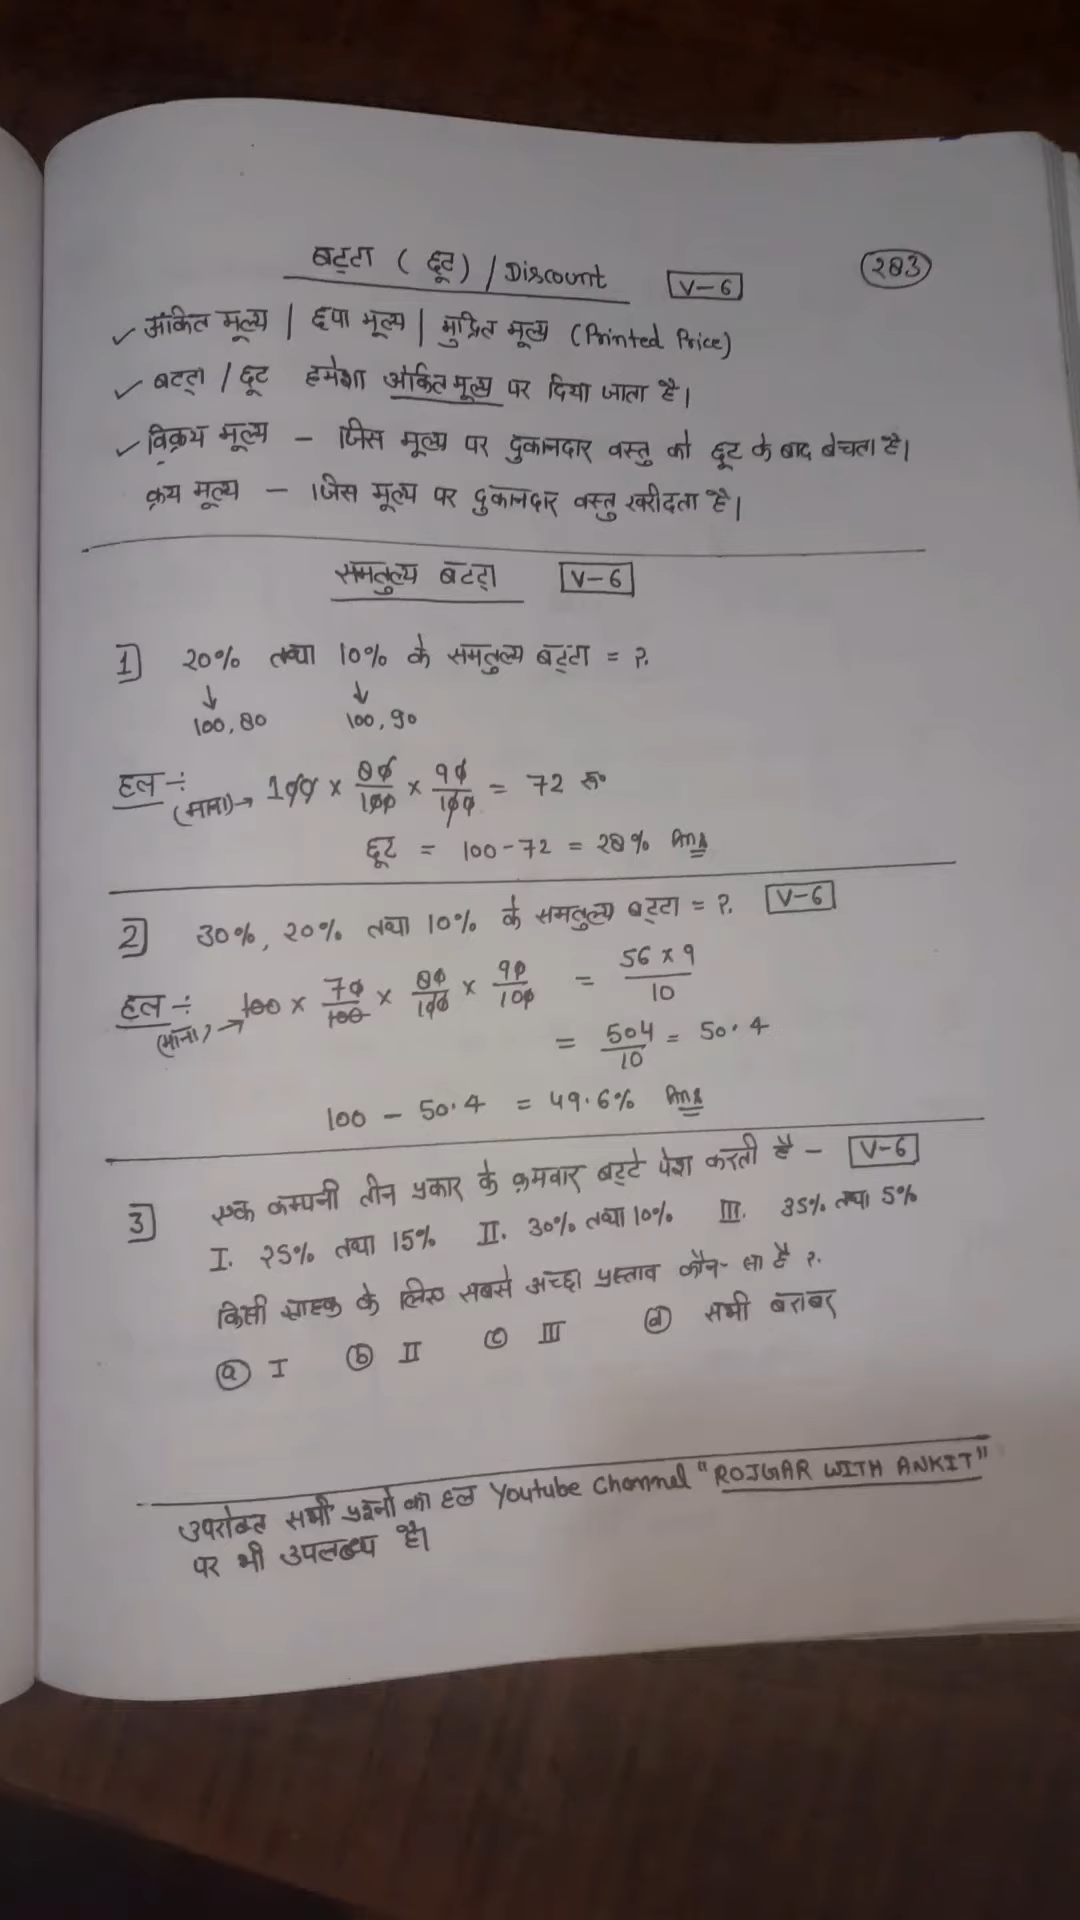 बट्टा ( छूट ) / Discount V-6 283
✓ अंकित मूल्य | छपा मूल्य | मुद्रित मूल्य (Printed Price)
✓ बटटा / छूट हमेशा अंकित मूल्य पर दिया जाता है।
✓ विक्रय मूल्य - जिस मूल्य पर दुकानदार वस्तु को छूट के बाद बेचता है।
क्रय मूल्य - जिस मूल्य पर दुकानदार वस्तु खरीदता है।
समतुल्य बटटा V-6
1] 20% तथा 10% के समतुल्य बट्टा = ?.
↓ ↓
100, 80 100, 90
हल ÷ (माना)→ 100 × 80/100 × 90/100 = 72 रू०
छूट = 100-72 = 28% Ans
2] 30%, 20% तथा 10% के समतुल्य बट्टा = ?. V-6
हल ÷ (माना)→ 100 × 70/100 × 80/100 × 90/100 = 56 × 9/10
= 504/10 = 50.4
100 - 50.4 = 49.6% Ans
3] एक कम्पनी तीन प्रकार के क्रमवार बट्टे पेश करती है - V-6
I. 25% तथा 15% II. 30% तथा 10% III. 35% तथा 5%
किसी ग्राहक के लिए सबसे अच्छा प्रस्ताव कौन-सा है ?.
(a) I (b) II (c) III (d) सभी बराबर
उपरोक्त सभी प्रश्नों का हल Youtube Channel "ROJGAR WITH ANKIT"
पर भी उपलब्ध है।